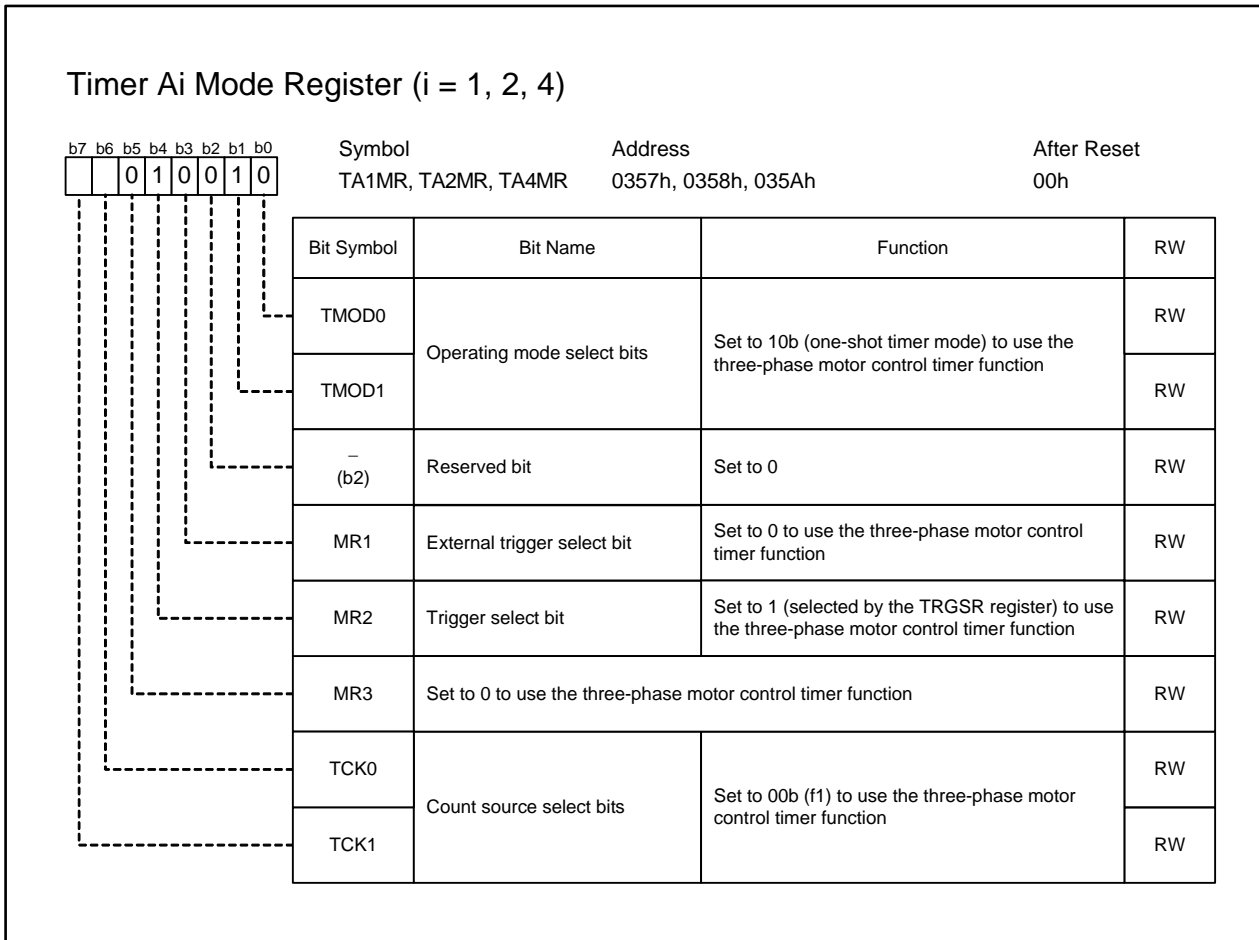 Timer Ai Mode Register (i = 1, 2, 4)
b7 b6 b5 b4 b3 b2 b1 b0
0 1 0 0 1 0
Symbol Address After Reset
TA1MR, TA2MR, TA4MR 0357h, 0358h, 035Ah 00h
Bit Symbol Bit Name Function RW
TMOD0 RW
Operating mode select bits
Set to 10b (one-shot timer mode) to use the
three-phase motor control timer function
TMOD1 RW
–
(b2)
Reserved bit Set to 0 RW
MR1 External trigger select bit
Set to 0 to use the three-phase motor control
timer function
RW
MR2 Trigger select bit
Set to 1 (selected by the TRGSR register) to use
the three-phase motor control timer function
RW
MR3 Set to 0 to use the three-phase motor control timer function RW
TCK0 RW
Count source select bits
Set to 00b (f1) to use the three-phase motor
control timer function
TCK1 RW